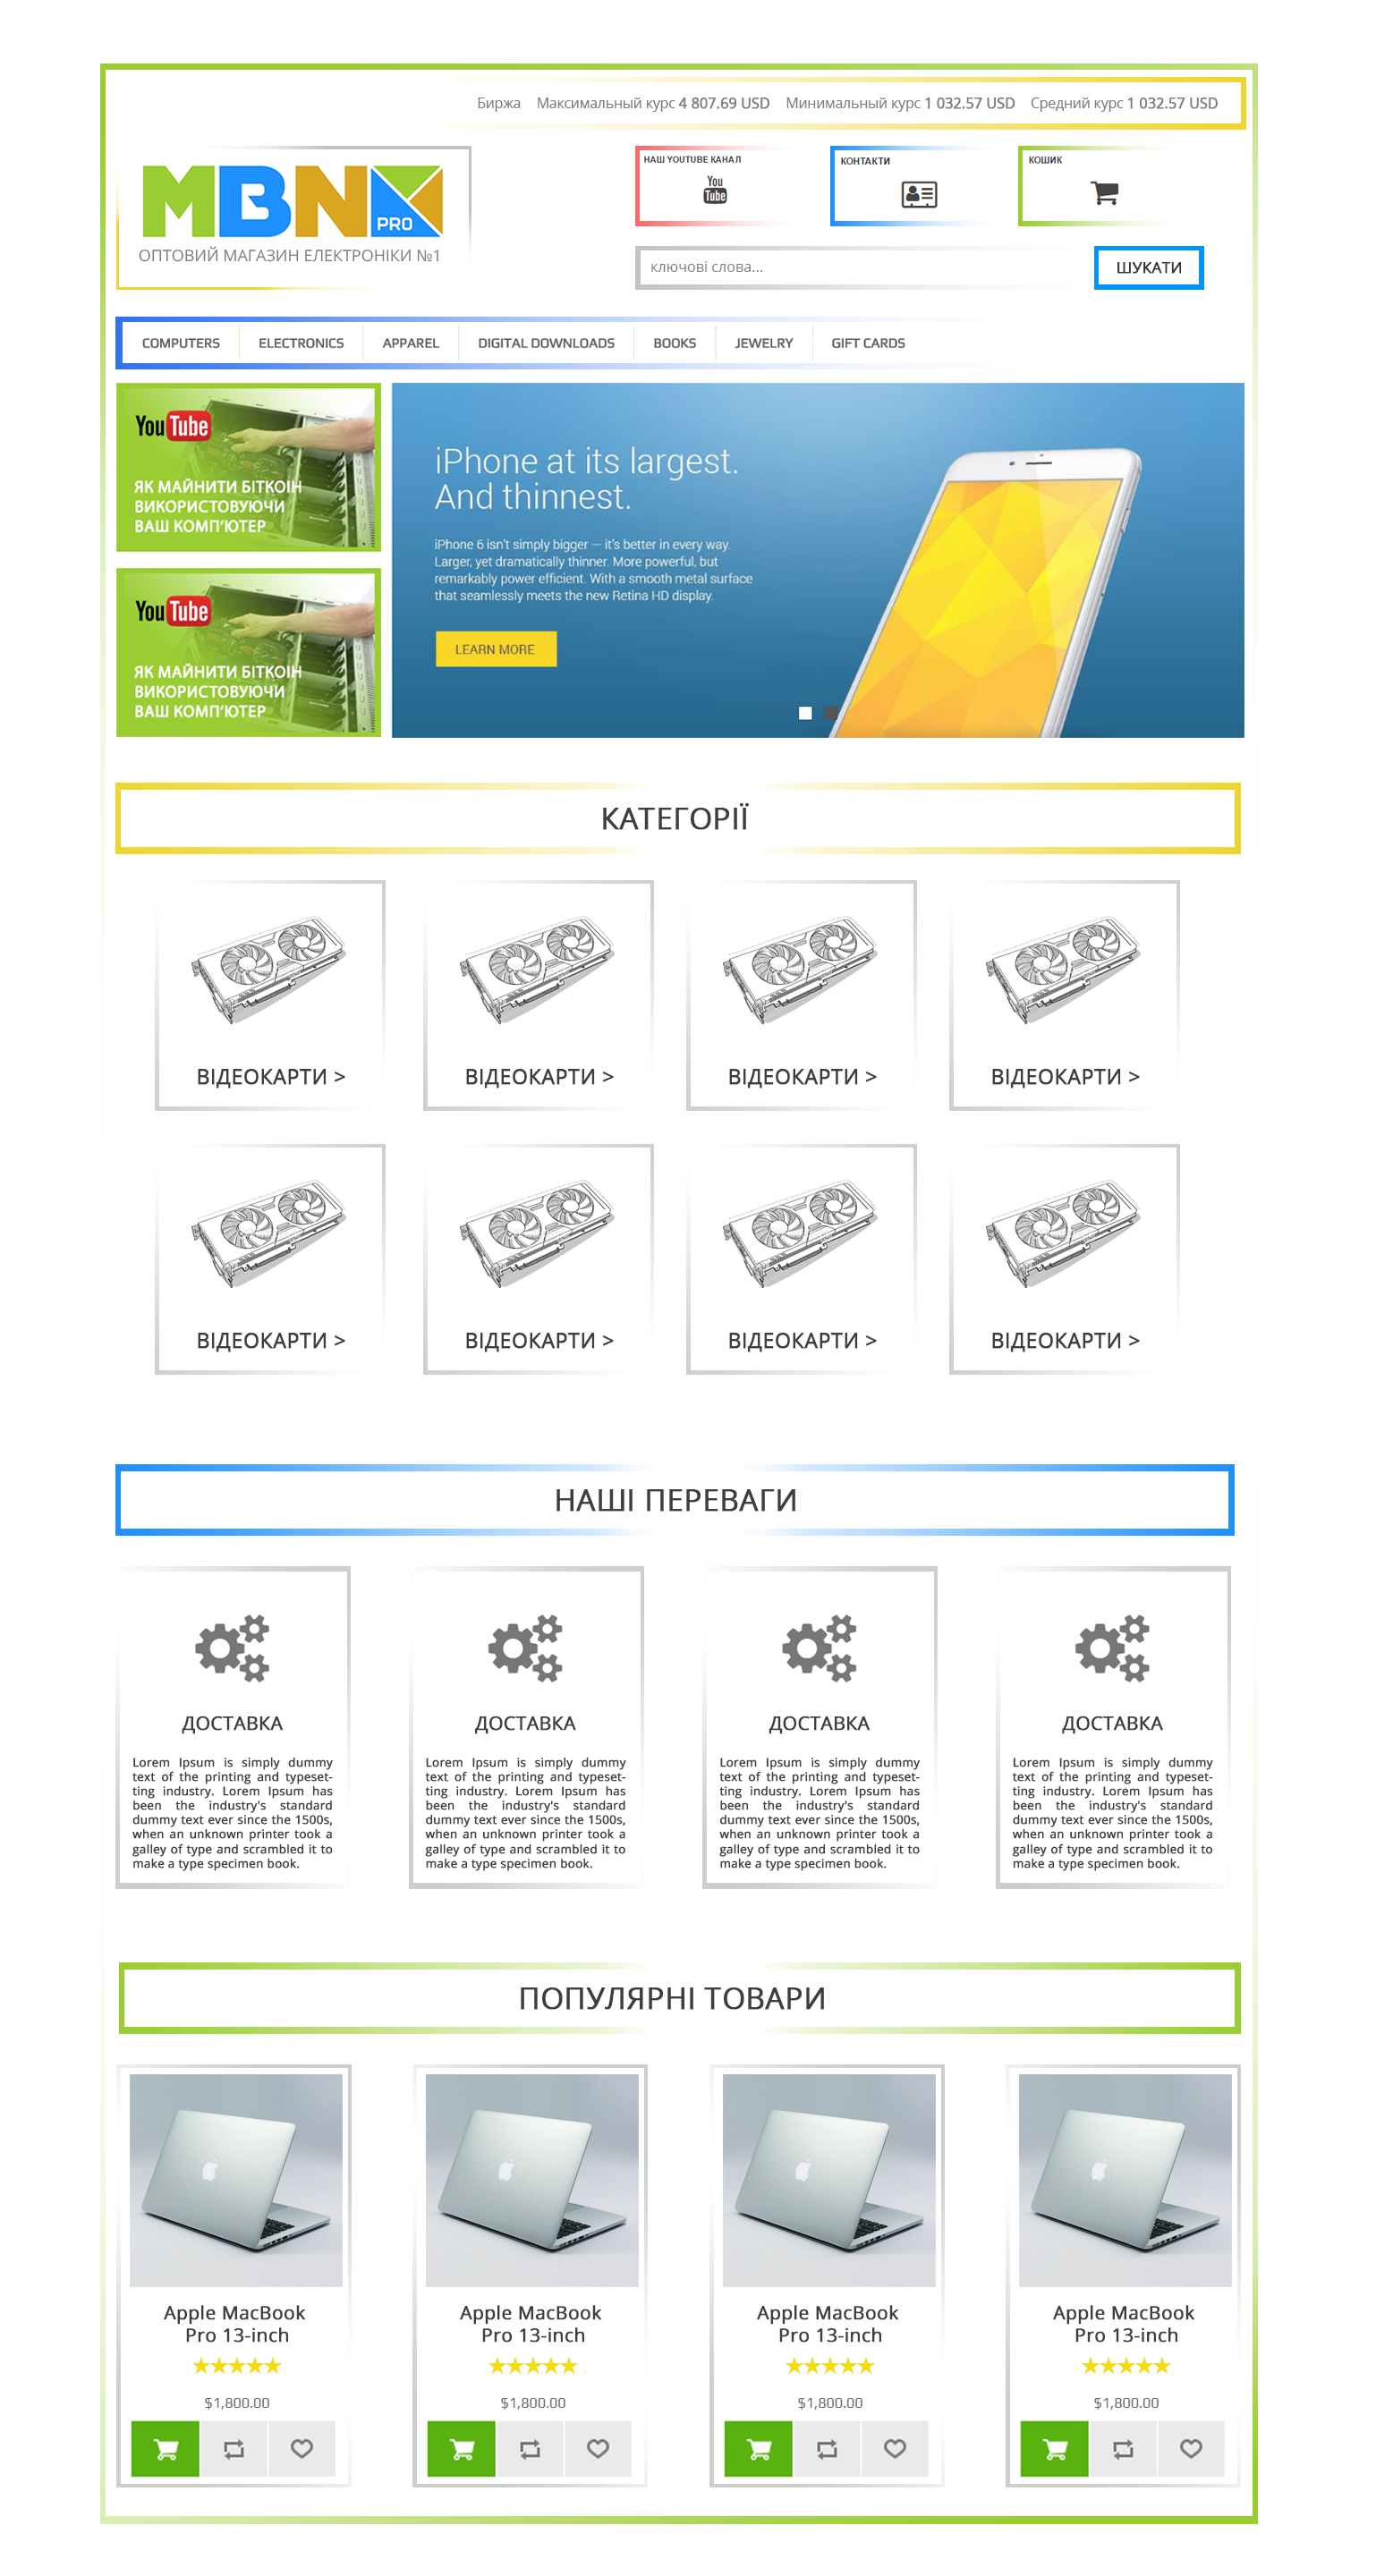 Биржа Максимальный курс 4 807.69 USD Минимальный курс 1 032.57 USD Средний курс 1 032.57 USD
MBN PRO
ОПТОВИЙ МАГАЗИН ЕЛЕКТРОНІКИ №1
НАШ YOUTUBE КАНАЛ
You
Tube
КОНТАКТИ
КОШИК
ключові слова...
ШУКАТИ
COMPUTERS ELECTRONICS APPAREL DIGITAL DOWNLOADS BOOKS JEWELRY GIFT CARDS
YouTube
ЯК МАЙНИТИ БІТКОІН
ВИКОРИСТОВУЮЧИ
ВАШ КОМП’ЮТЕР
YouTube
ЯК МАЙНИТИ БІТКОІН
ВИКОРИСТОВУЮЧИ
ВАШ КОМП’ЮТЕР
iPhone at its largest.
And thinnest.
iPhone 6 isn’t simply bigger — it’s better in every way.
Larger, yet dramatically thinner. More powerful, but
remarkably power efficient. With a smooth metal surface
that seamlessly meets the new Retina HD display.
LEARN MORE
КАТЕГОРІЇ
ВІДЕОКАРТИ > ВІДЕОКАРТИ > ВІДЕОКАРТИ > ВІДЕОКАРТИ >
ВІДЕОКАРТИ > ВІДЕОКАРТИ > ВІДЕОКАРТИ > ВІДЕОКАРТИ >
НАШІ ПЕРЕВАГИ
ДОСТАВКА
Lorem Ipsum is simply dummy
text of the printing and typeset-
ting industry. Lorem Ipsum has
been the industry's standard
dummy text ever since the 1500s,
when an unknown printer took a
galley of type and scrambled it to
make a type specimen book.
ДОСТАВКА
Lorem Ipsum is simply dummy
text of the printing and typeset-
ting industry. Lorem Ipsum has
been the industry's standard
dummy text ever since the 1500s,
when an unknown printer took a
galley of type and scrambled it to
make a type specimen book.
ДОСТАВКА
Lorem Ipsum is simply dummy
text of the printing and typeset-
ting industry. Lorem Ipsum has
been the industry's standard
dummy text ever since the 1500s,
when an unknown printer took a
galley of type and scrambled it to
make a type specimen book.
ДОСТАВКА
Lorem Ipsum is simply dummy
text of the printing and typeset-
ting industry. Lorem Ipsum has
been the industry's standard
dummy text ever since the 1500s,
when an unknown printer took a
galley of type and scrambled it to
make a type specimen book.
ПОПУЛЯРНІ ТОВАРИ
Apple MacBook
Pro 13-inch
$1,800.00
Apple MacBook
Pro 13-inch
$1,800.00
Apple MacBook
Pro 13-inch
$1,800.00
Apple MacBook
Pro 13-inch
$1,800.00